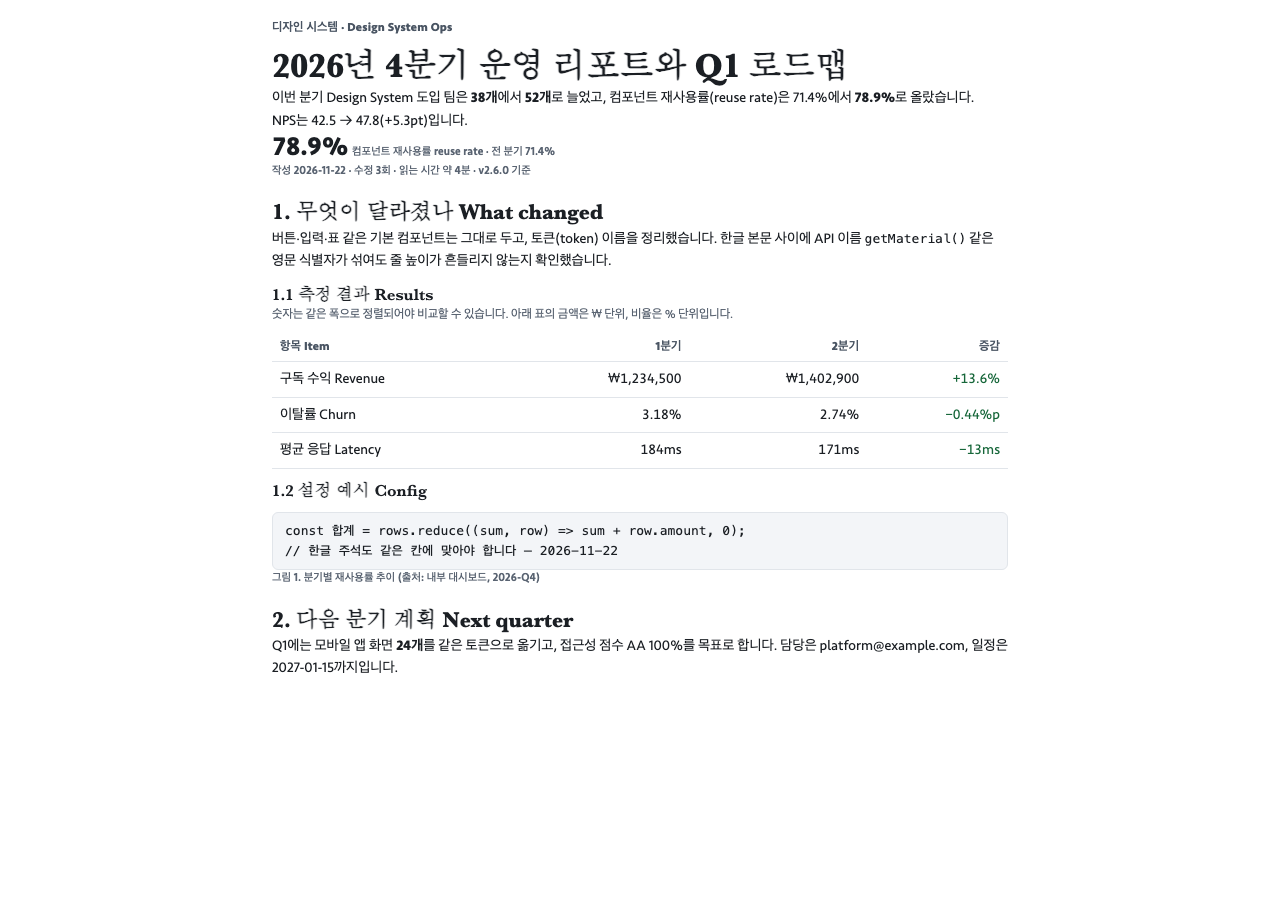 디자인 시스템 · Design System Ops
2026년 4분기 운영 리포트와 Q1 로드맵
이번 분기 Design System 도입 팀은 38개에서 52개로 늘었고, 컴포넌트 재사용률(reuse rate)은 71.4%에서 78.9%로 올랐습니다.
NPS는 42.5 → 47.8(+5.3pt)입니다.
78.9% 컴포넌트 재사용률 reuse rate · 전 분기 71.4%
작성 2026-11-22 · 수정 3회 · 읽는 시간 약 4분 · v2.6.0 기준
1. 무엇이 달라졌나 What changed
버튼·입력·표 같은 기본 컴포넌트는 그대로 두고, 토큰(token) 이름을 정리했습니다. 한글 본문 사이에 API 이름 getMaterial() 같은
영문 식별자가 섞여도 줄 높이가 흔들리지 않는지 확인했습니다.
1.1 측정 결과 Results
숫자는 같은 폭으로 정렬되어야 비교할 수 있습니다. 아래 표의 금액은 ₩ 단위, 비율은 % 단위입니다.
항목 Item 1분기 2분기 증감
구독 수익 Revenue ₩1,234,500 ₩1,402,900 +13.6%
이탈률 Churn 3.18% 2.74% −0.44%p
평균 응답 Latency 184ms 171ms −13ms
1.2 설정 예시 Config
const 합계 = rows.reduce((sum, row) => sum + row.amount, 0);
// 한글 주석도 같은 칸에 맞아야 합니다 — 2026-11-22
그림 1. 분기별 재사용률 추이 (출처: 내부 대시보드, 2026-Q4)
2. 다음 분기 계획 Next quarter
Q1에는 모바일 앱 화면 24개를 같은 토큰으로 옮기고, 접근성 점수 AA 100%를 목표로 합니다. 담당은 platform@example.com, 일정은
2027-01-15까지입니다.